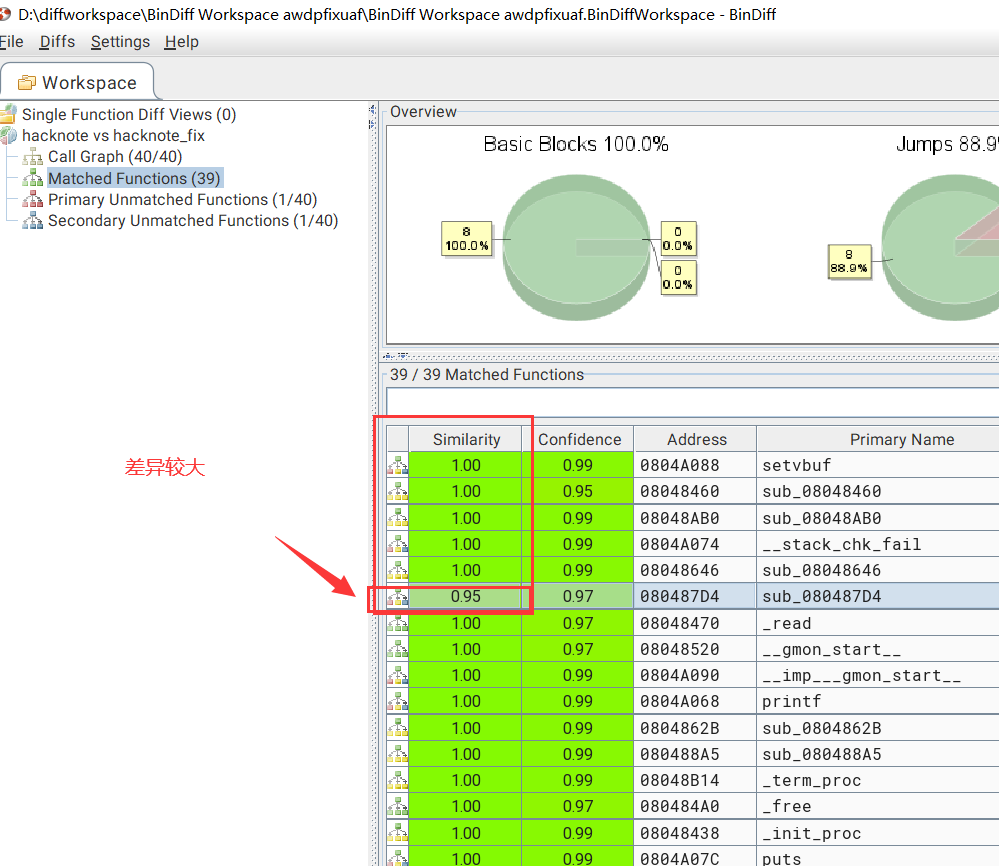 D:\diffworkspace\BinDiff Workspace awdpfixuaf\BinDiff Workspace awdpfixuaf.BinDiffWorkspace - BinDiff
File Diffs Settings Help
Workspace
Single Function Diff Views (0)
hacknote vs hacknote_fix
Call Graph (40/40)
Matched Functions (39)
Primary Unmatched Functions (1/40)
Secondary Unmatched Functions (1/40)
差异较大
Overview
Basic Blocks 100.0%
8
100.0%
0
0.0%
0
0.0%
Jumps 88.9%
8
88.9%
39 / 39 Matched Functions
Similarity Confidence Address Primary Name
1.00 0.99 0804A088 setvbuf
1.00 0.95 08048460 sub_08048460
1.00 0.99 08048AB0 sub_08048AB0
1.00 0.99 0804A074 __stack_chk_fail
1.00 0.99 08048646 sub_08048646
0.95 0.97 080487D4 sub_080487D4
1.00 0.97 08048470 _read
1.00 0.97 08048520 __gmon_start__
1.00 0.99 0804A090 __imp___gmon_start__
1.00 0.99 0804A068 printf
1.00 0.99 0804862B sub_0804862B
1.00 0.99 080488A5 sub_080488A5
1.00 0.99 08048B14 _term_proc
1.00 0.97 080484A0 _free
1.00 0.99 08048438 _init_proc
1.00 0.99 0804A07C puts